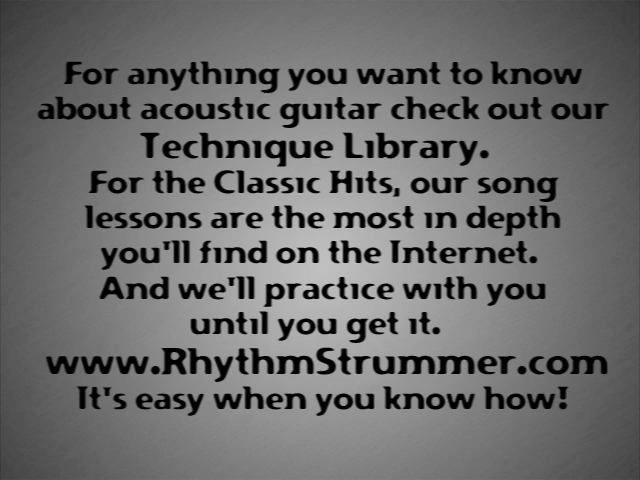 For anything you want to know
about acoustic guitar check out our
Technique Library.
For the Classic Hits, our song
lessons are the most in depth
you'll find on the Internet.
And we'll practice with you
until you get it.
www.RhythmStrummer.com
It's easy when you know how!